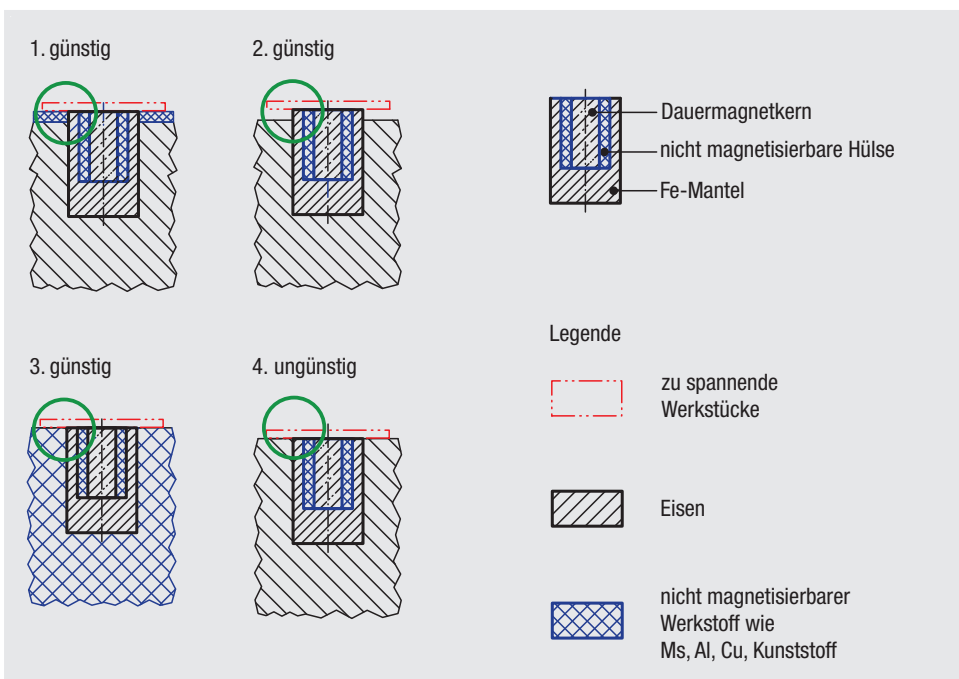 1. günstig
2. günstig
Dauermagnetkern
nicht magnetisierbare Hülse
Fe-Mantel
3. günstig
4. ungünstig
Legende
zu spannende
Werkstücke
Eisen
nicht magnetisierbarer
Werkstoff wie
Ms, Al, Cu, Kunststoff